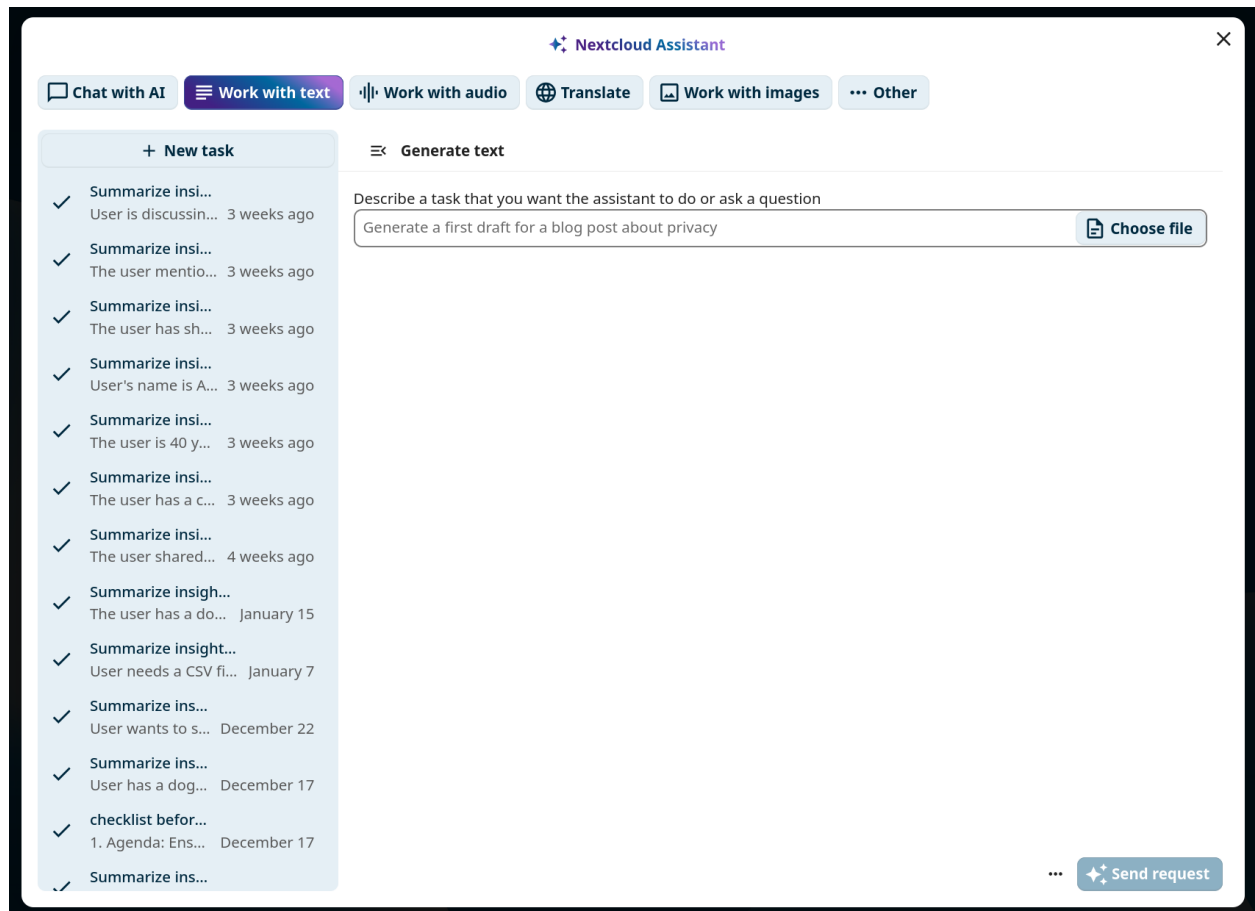 Nextcloud Assistant
Chat with AI
Work with text
Work with audio
Translate
Work with images
Other
New task
Generate text
Summarize insi...
User is discussin... 3 weeks ago
Summarize insi...
The user mentio... 3 weeks ago
Summarize insi...
The user has sh... 3 weeks ago
Summarize insi...
User's name is A... 3 weeks ago
Summarize insi...
The user is 40 y... 3 weeks ago
Summarize insi...
The user has a c... 3 weeks ago
Summarize insi...
The user shared... 4 weeks ago
Summarize insigh...
The user has a do... January 15
Summarize insight...
User needs a CSV fi... January 7
Summarize ins...
User wants to s... December 22
Summarize ins...
User has a dog... December 17
checklist befor...
1. Agenda: Ens... December 17
Summarize ins...
Describe a task that you want the assistant to do or ask a question
Generate a first draft for a blog post about privacy
Choose file
Send request